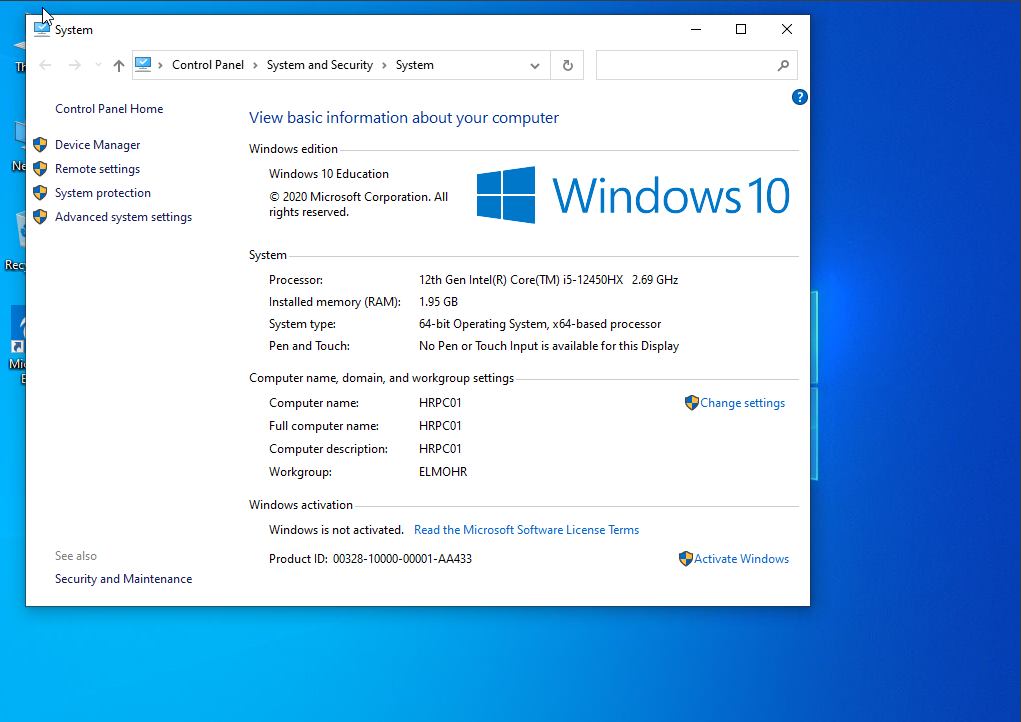 System
Control Panel > System and Security > System
Control Panel Home
Device Manager
Remote settings
System protection
Advanced system settings
See also
Security and Maintenance
?
View basic information about your computer
Windows edition
Windows 10 Education
© 2020 Microsoft Corporation. All
rights reserved.
Windows 10
System
Processor: 12th Gen Intel(R) Core(TM) i5-12450HX 2.69 GHz
Installed memory (RAM): 1.95 GB
System type: 64-bit Operating System, x64-based processor
Pen and Touch: No Pen or Touch Input is available for this Display
Computer name, domain, and workgroup settings
Computer name: HRPC01
Change settings
Full computer name: HRPC01
Computer description: HRPC01
Workgroup: ELMOHR
Windows activation
Windows is not activated. Read the Microsoft Software License Terms
Product ID: 00328-10000-00001-AA433
Activate Windows